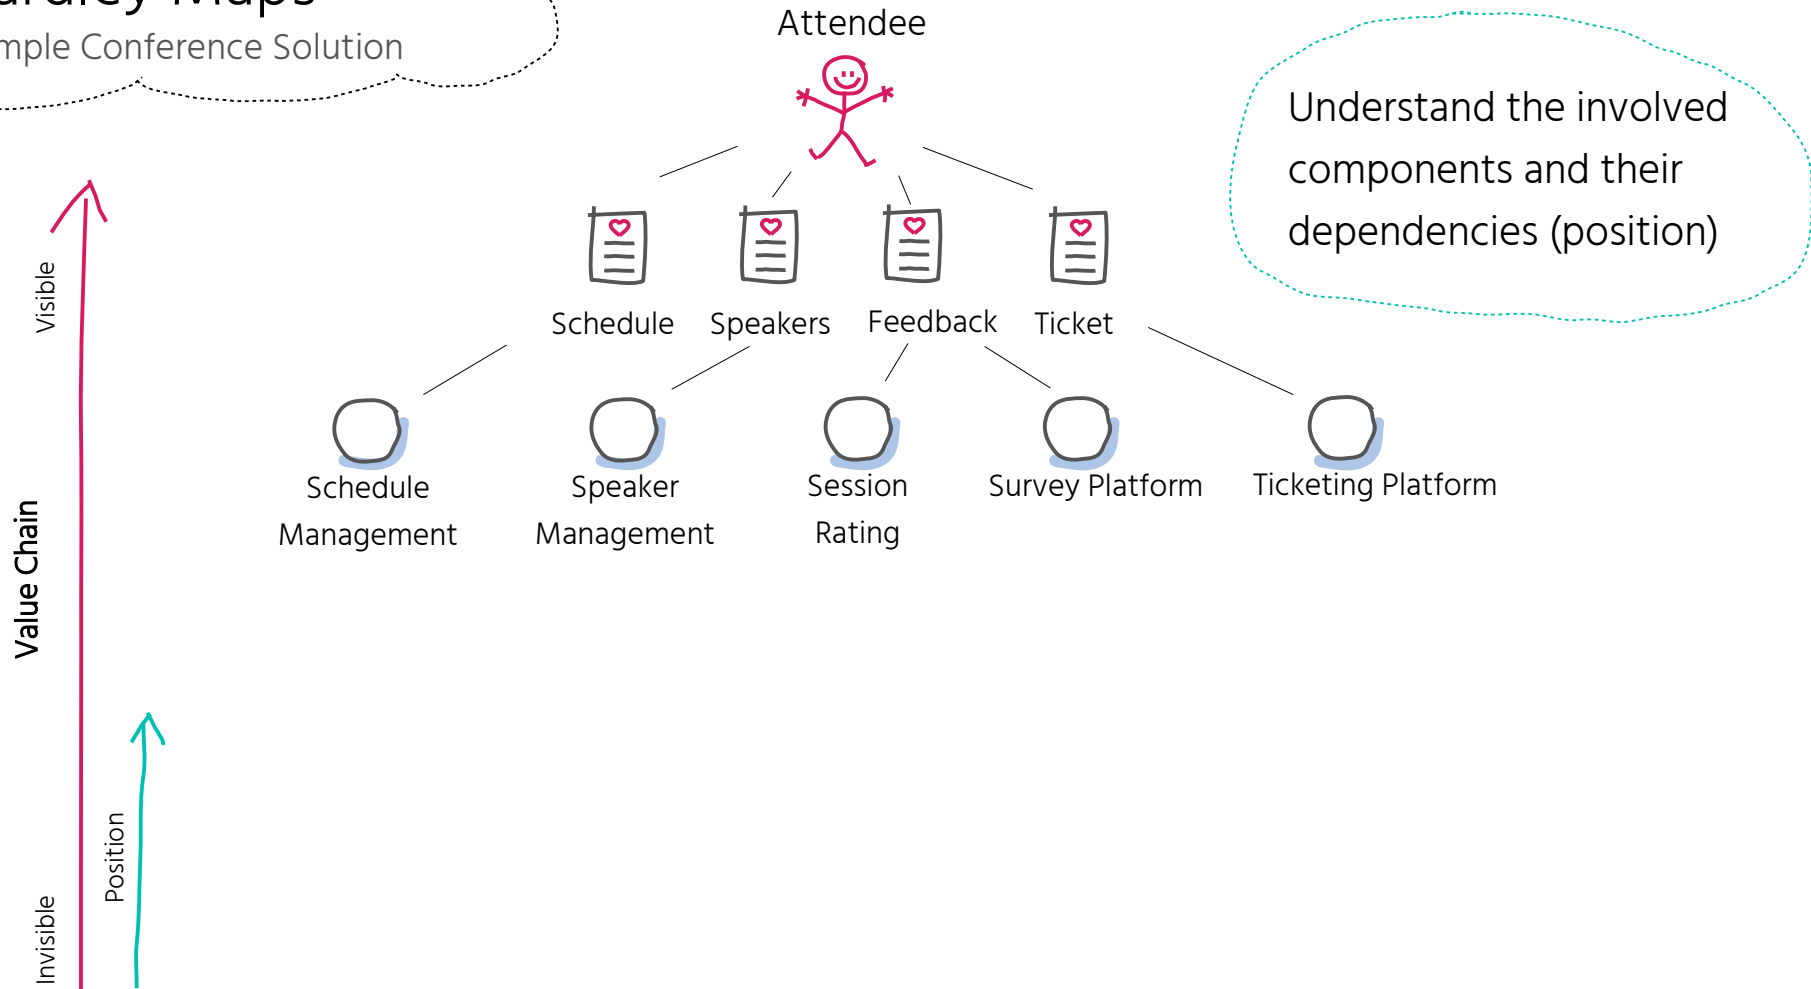 Maps
Conference Solution
Attendee
Understand the involved
components and their
dependencies (position)
Visible
Schedule
Speakers
Feedback
Ticket
Schedule
Management
Speaker
Management
Session
Rating
Survey Platform
Ticketing Platform
Value Chain
Position
Invisible